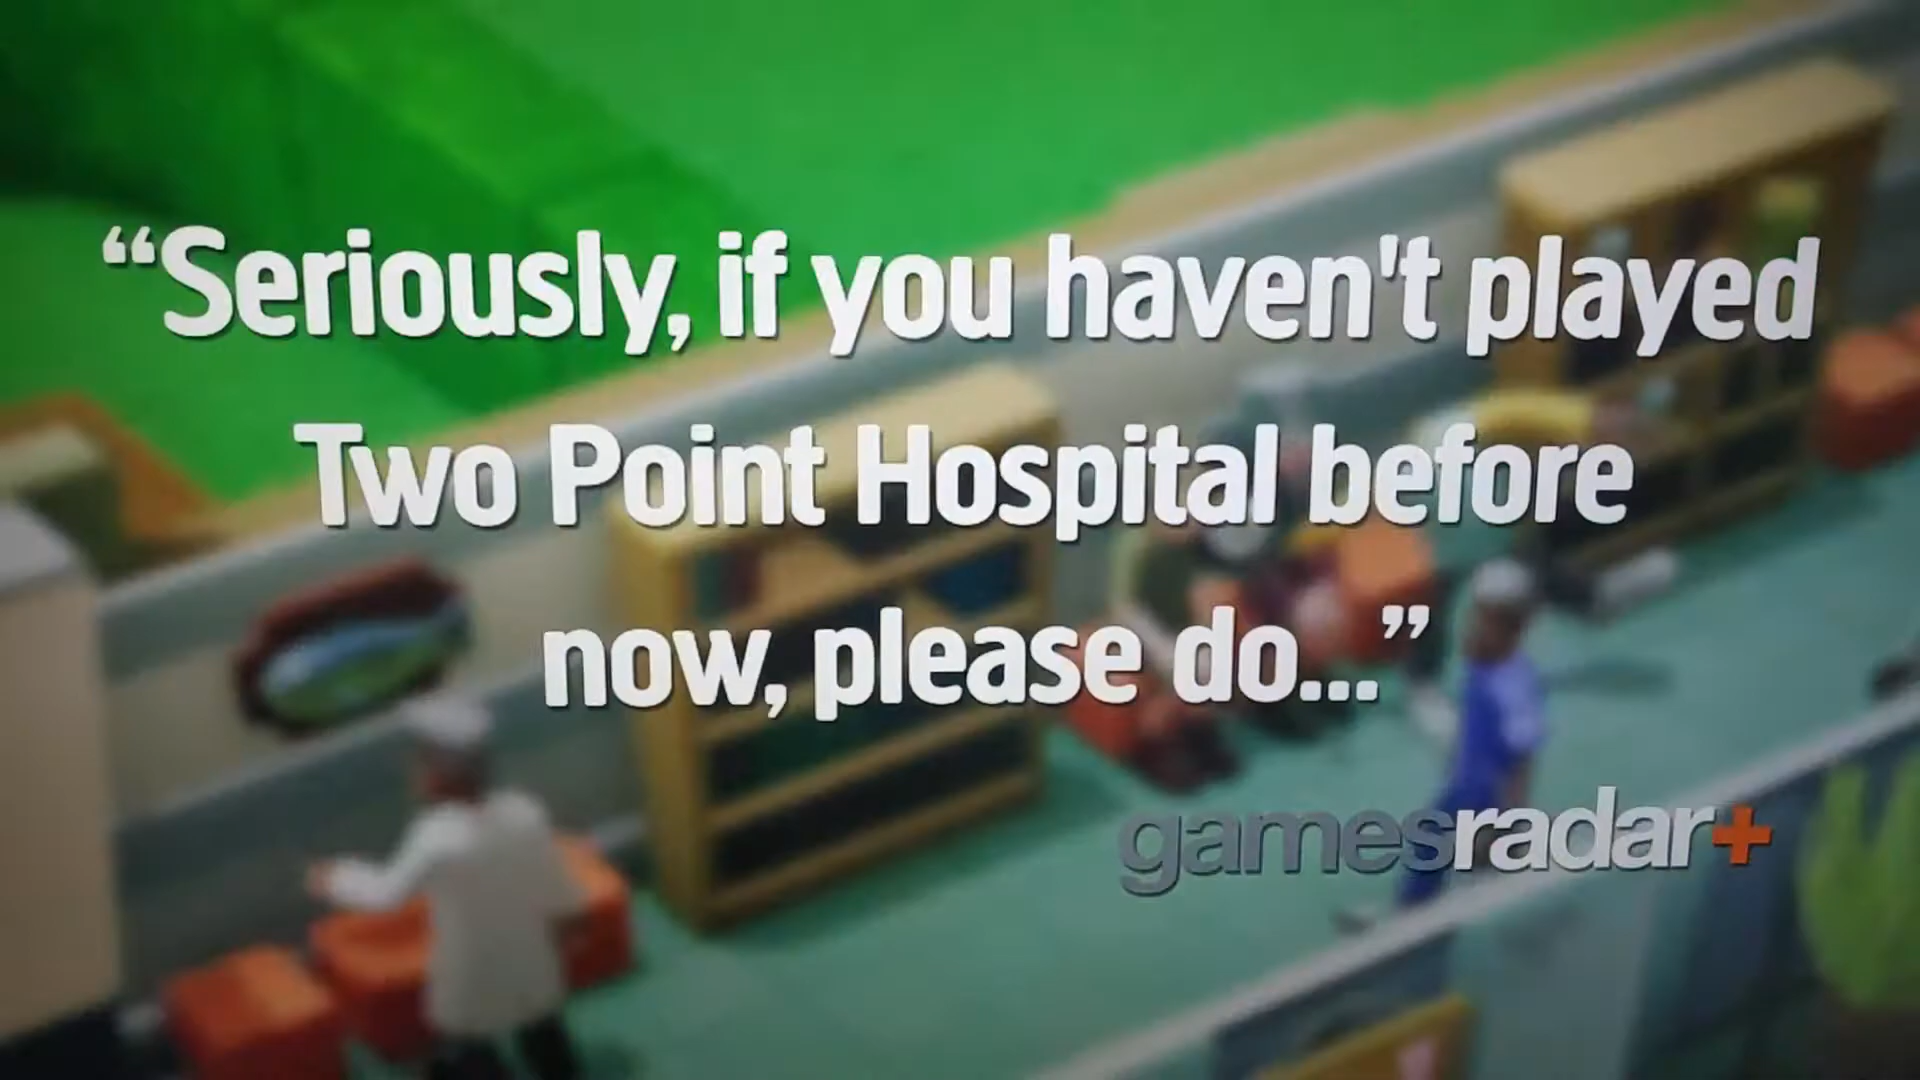 “Seriously, if you haven't played
Two Point Hospital before
now, please do...”
gamesradar+